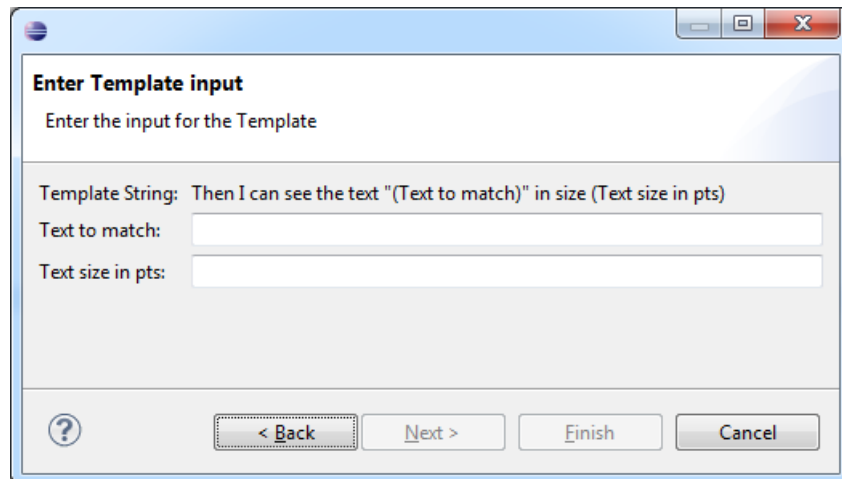 Enter Template input
Enter the input for the Template
Template String: Then I can see the text "(Text to match)" in size (Text size in pts)
Text to match:
Text size in pts:
? < Back Next > Finish Cancel